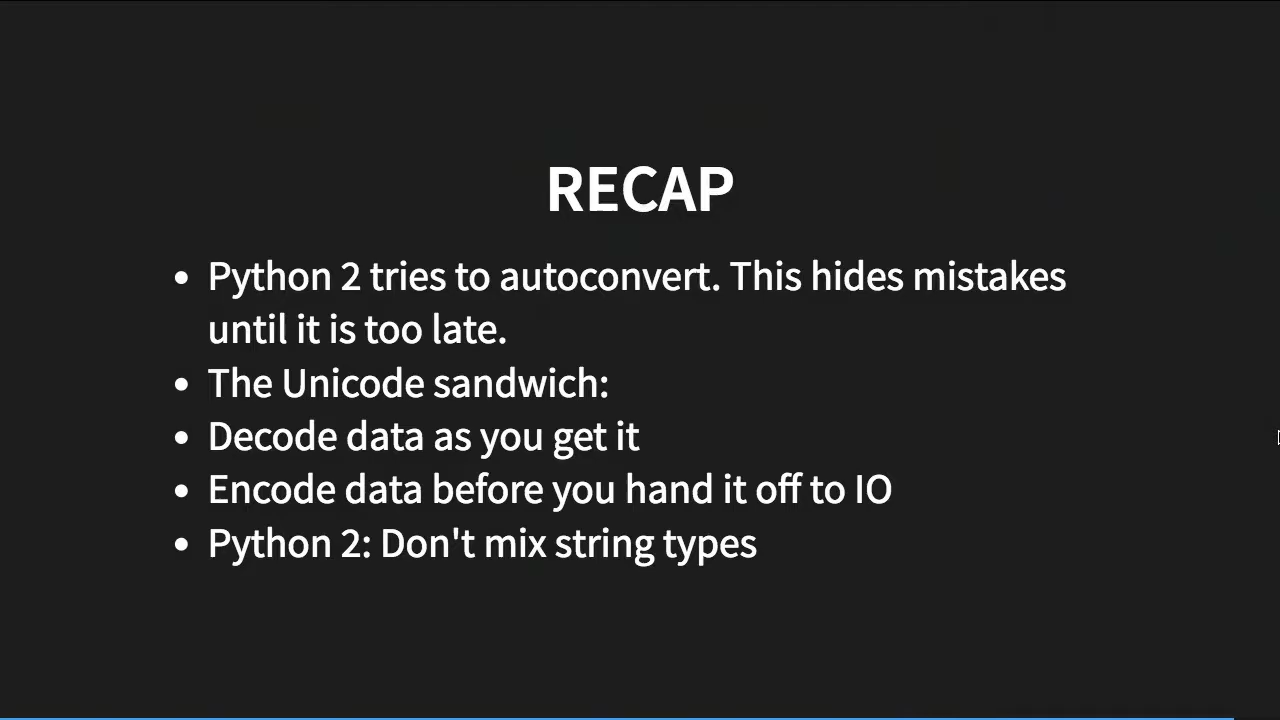 RECAP
• Python 2 tries to autoconvert. This hides mistakes
until it is too late.
• The Unicode sandwich:
• Decode data as you get it
• Encode data before you hand it off to IO
• Python 2: Don't mix string types